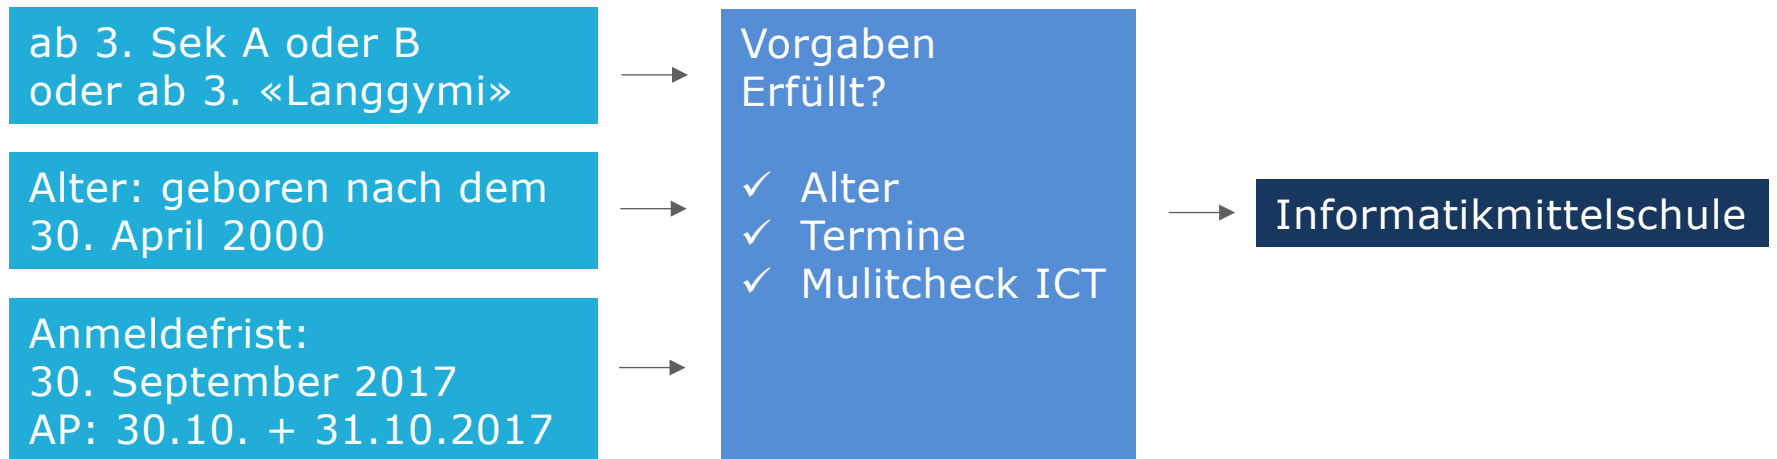 ab 3. Sek A oder B
oder ab 3. «Langgymi»
Alter: geboren nach dem
30. April 2000
Anmeldefrist:
30. September 2017
AP: 30.10. + 31.10.2017
Vorgaben
Erfüllt?
✓ Alter
✓ Termine
✓ Mulitcheck ICT
Informatikmittelschule